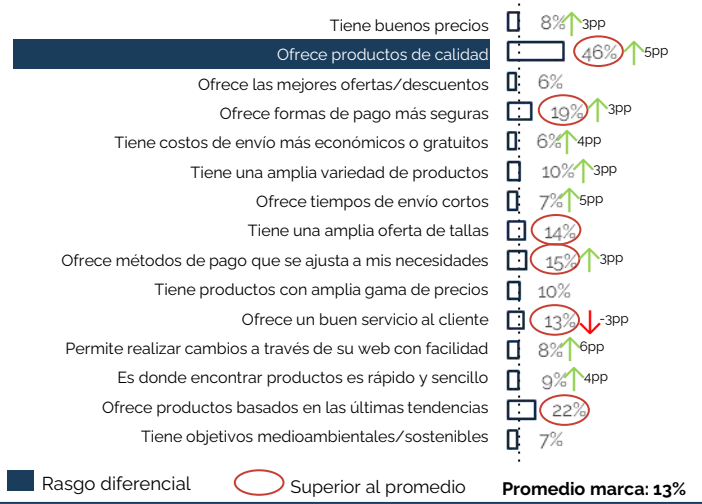 Tiene buenos precios 8% 3pp
Ofrece productos de calidad 46% 5pp
Ofrece las mejores ofertas/descuentos 6%
Ofrece formas de pago más seguras 19% 3pp
Tiene costos de envío más económicos o gratuitos 6% 4pp
Tiene una amplia variedad de productos 10% 3pp
Ofrece tiempos de envío cortos 7% 5pp
Tiene una amplia oferta de tallas 14%
Ofrece métodos de pago que se ajusta a mis necesidades 15% 3pp
Tiene productos con amplia gama de precios 10%
Ofrece un buen servicio al cliente 13% -3pp
Permite realizar cambios a través de su web con facilidad 8% 6pp
Es donde encontrar productos es rápido y sencillo 9% 4pp
Ofrece productos basados en las últimas tendencias 22%
Tiene objetivos medioambientales/sostenibles 7%
Rasgo diferencial Superior al promedio Promedio marca: 13%